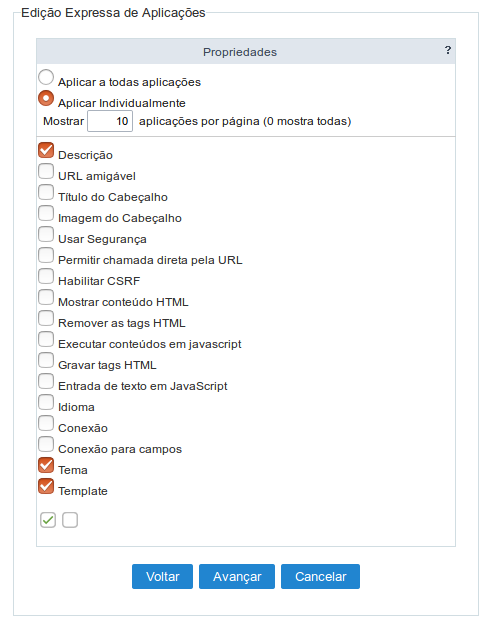 Edição Expressa de Aplicações
Propriedades ?
Aplicar a todas aplicações
Aplicar Individualmente
Mostrar 10 aplicações por página (0 mostra todas)
Descrição
URL amigável
Título do Cabeçalho
Imagem do Cabeçalho
Usar Segurança
Permitir chamada direta pela URL
Habilitar CSRF
Mostrar conteúdo HTML
Remover as tags HTML
Executar conteúdos em javascript
Gravar tags HTML
Entrada de texto em JavaScript
Idioma
Conexão
Conexão para campos
Tema
Template
Voltar Avançar Cancelar